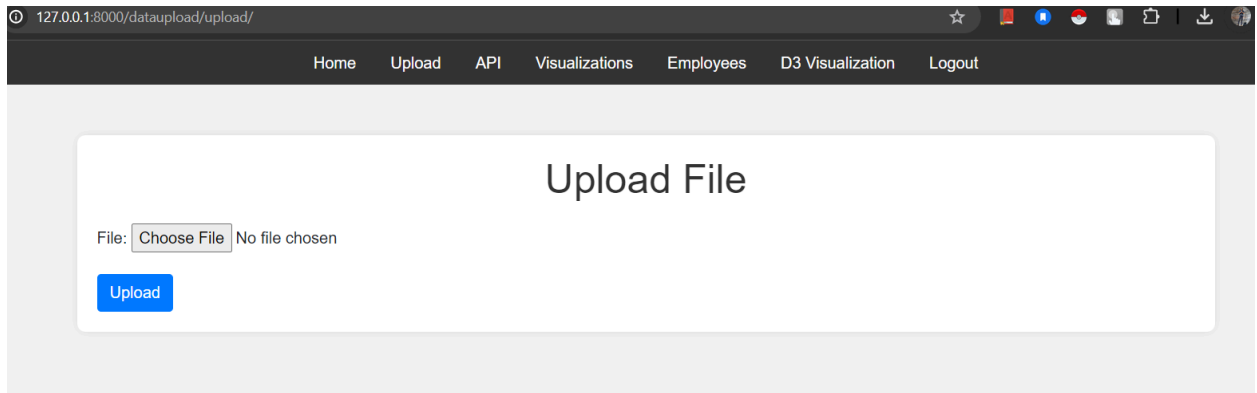 127.0.0.1:8000/dataupload/upload/
Home Upload API Visualizations Employees D3 Visualization Logout
Upload File
File: Choose File No file chosen
Upload